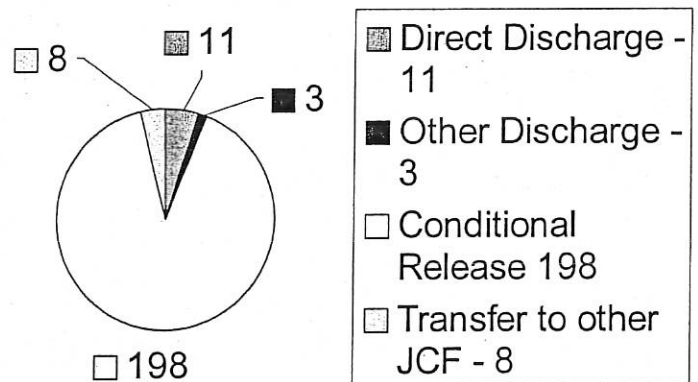 8
11
3
198
Direct Discharge -
11
Other Discharge -
3
Conditional
Release 198
Transfer to other
JCF - 8